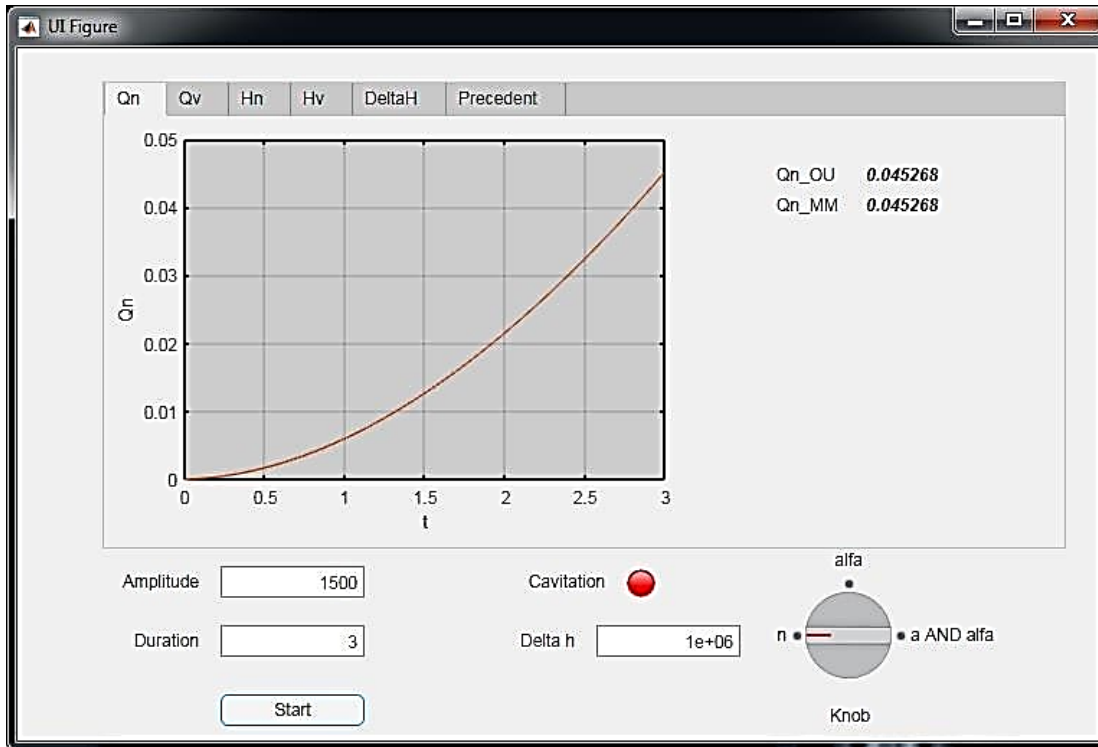 UI Figure
Qn Qv Hn Hv DeltaH Precedent
0.05
0.04
0.03
0.02
0.01
0
Qn
0 0.5 1 1.5 2 2.5 3
t
Qn_OU 0.045268
Qn_MM 0.045268
Amplitude 1500
Duration 3
Start
Cavitation
Delta h 1e+06
alfa
n a AND alfa
Knob